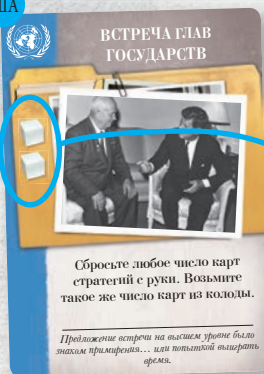 ША
ВСТРЕЧА ГЛАВ
ГОСУДАРСТВ
Сбросьте любое число карт
стратегий с руки. Возьмите
такое же число карт из колоды.
Предложение встречи на высшем уровне было
знаком примирения... или попыткой выиграть
время.